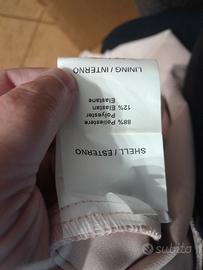 SHELL / ESTERNO
88% Poliestere
Polyester
12% Elastan
Elastane
LINING / INTERNO
subito